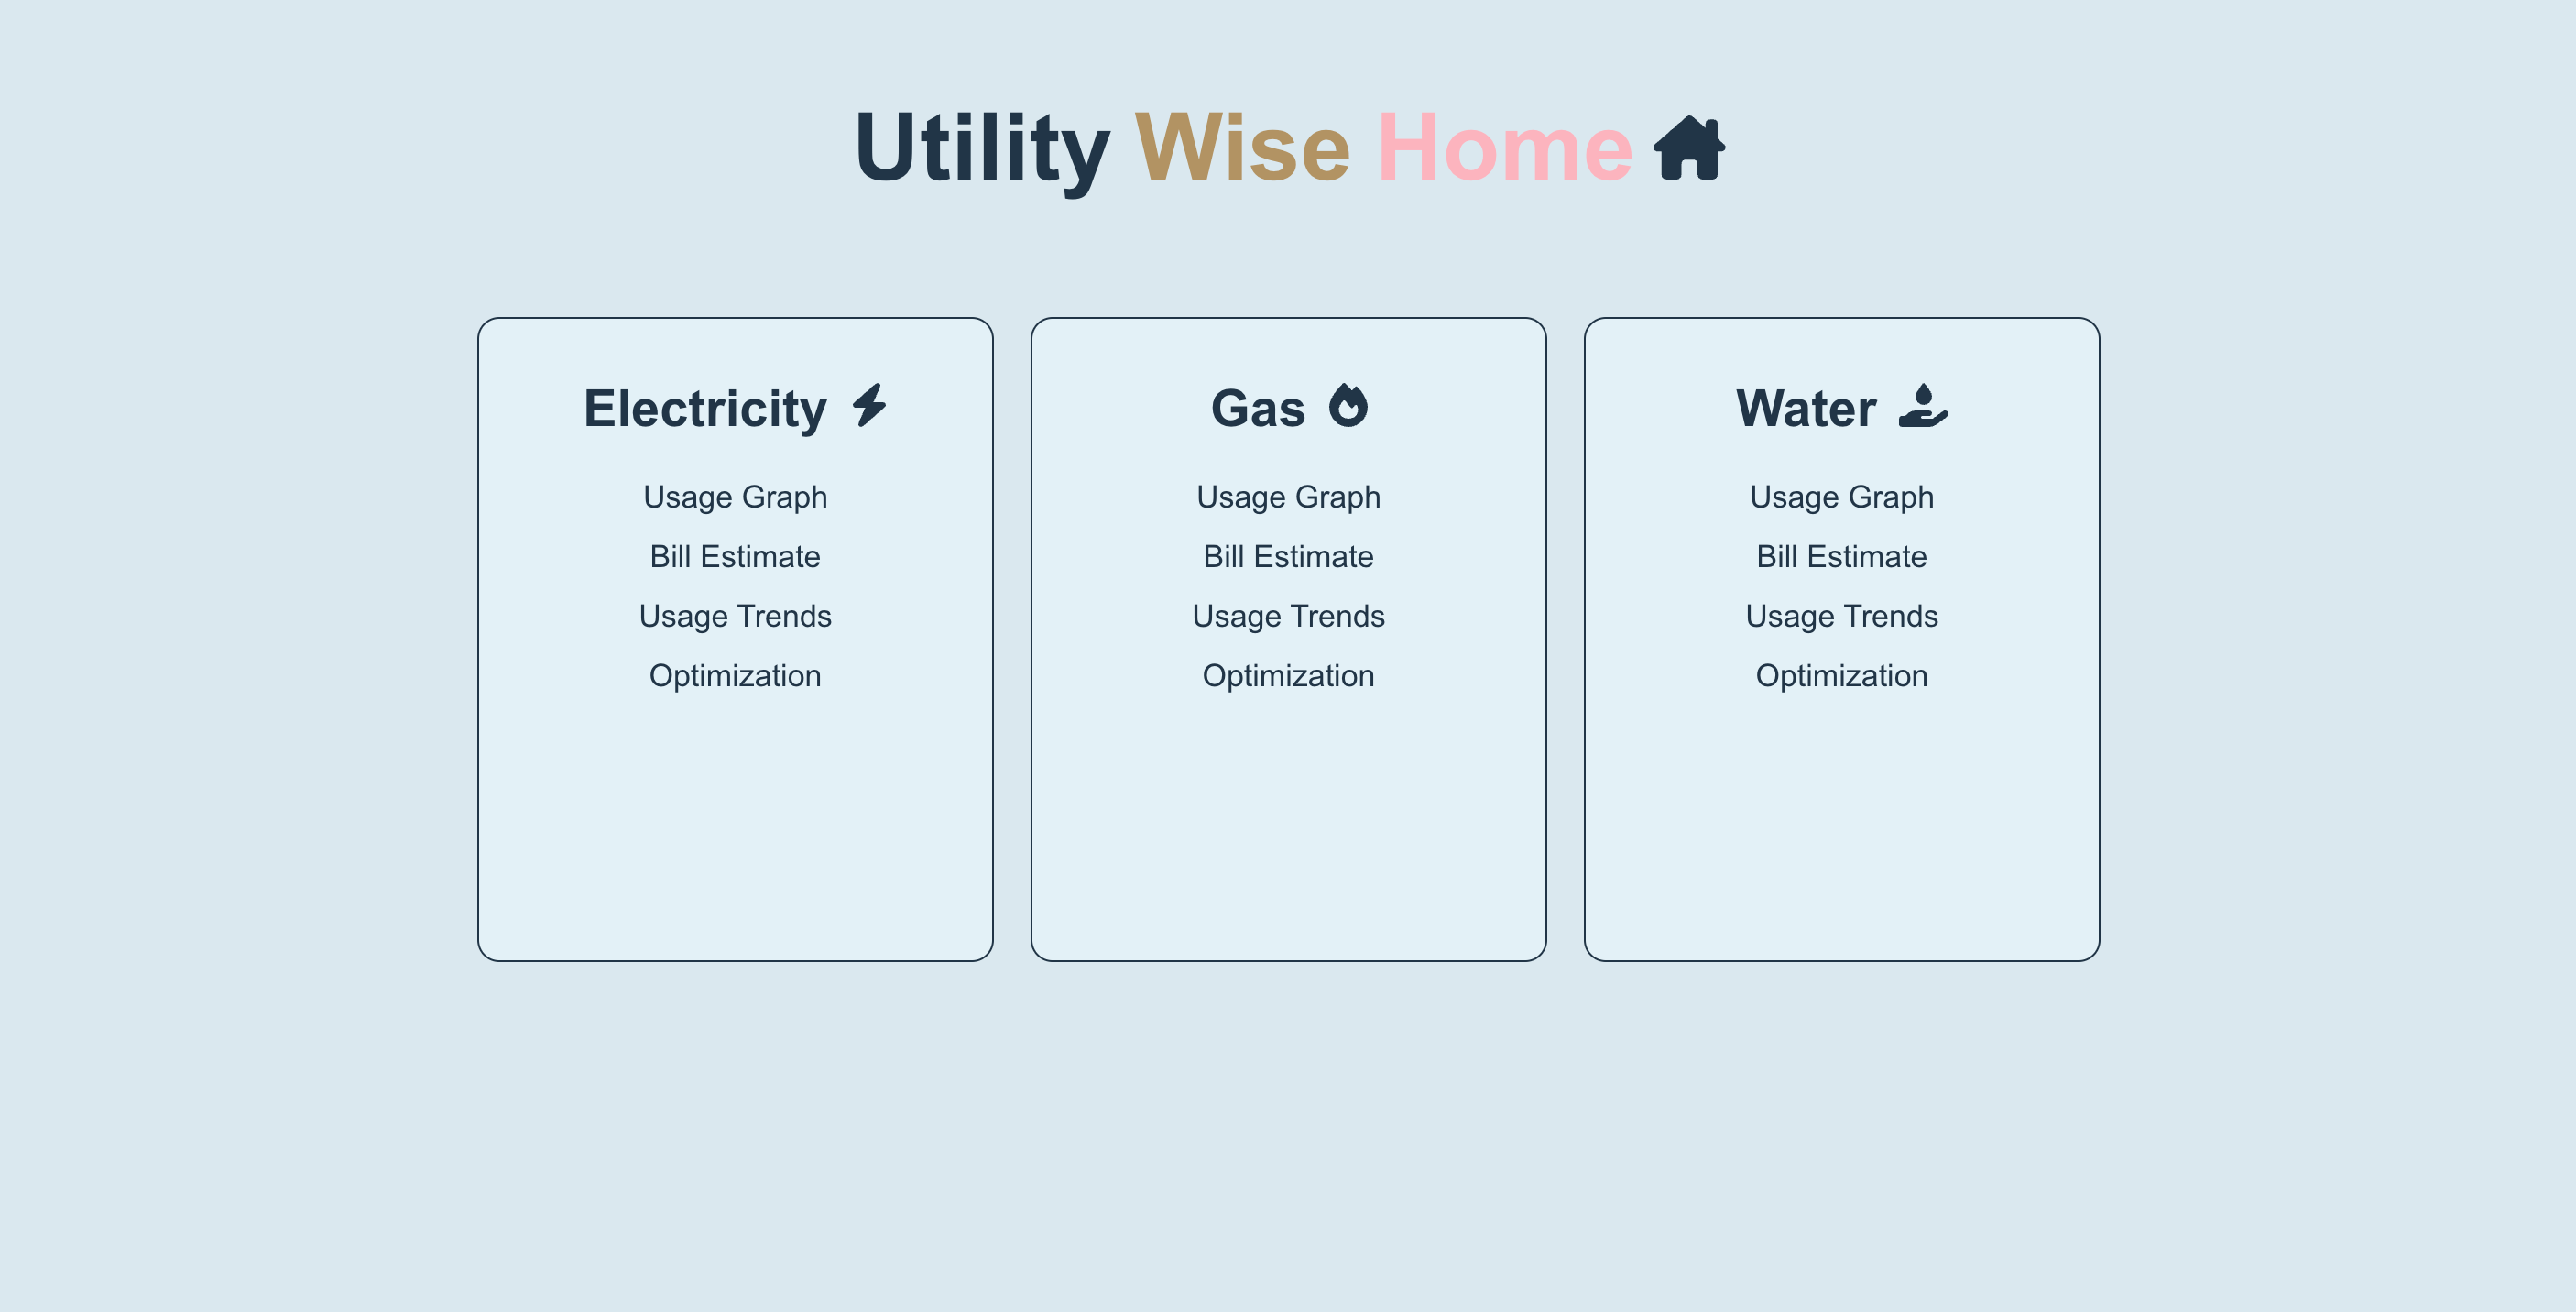 Utility Wise Home
Electricity
Usage Graph
Bill Estimate
Usage Trends
Optimization
Gas
Usage Graph
Bill Estimate
Usage Trends
Optimization
Water
Usage Graph
Bill Estimate
Usage Trends
Optimization